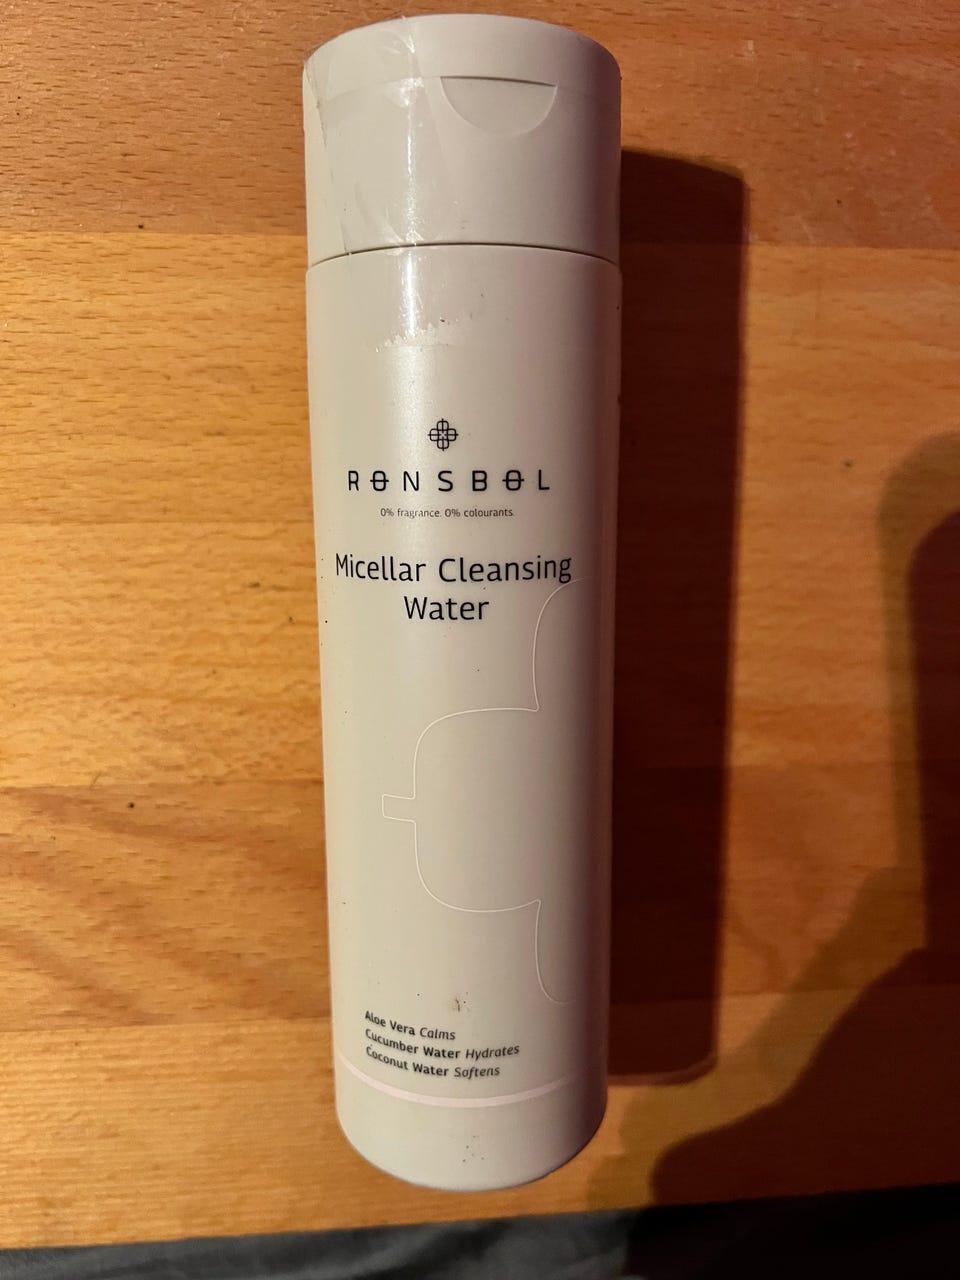 RONSBOL
0% fragrance. 0% colourants.
Micellar Cleansing
Water
Aloe Vera Calms
Cucumber Water Hydrates
Coconut Water Softens